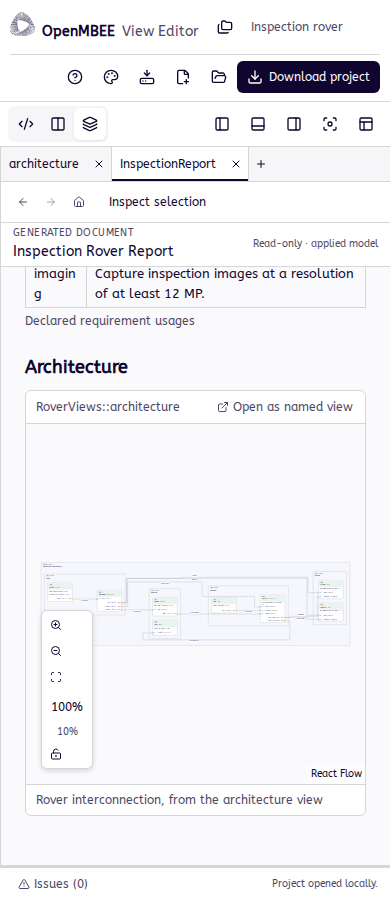 OpenMBEE View Editor
Inspection rover
Download project
architecture
InspectionReport
Inspect selection
GENERATED DOCUMENT
Inspection Rover Report
Read-only · applied model
imagin
g
Capture inspection images at a resolution
of at least 12 MP.
Declared requirement usages
Architecture
RoverViews::architecture
Open as named view
100%
10%
React Flow
Rover interconnection, from the architecture view
Issues (0)
Project opened locally.